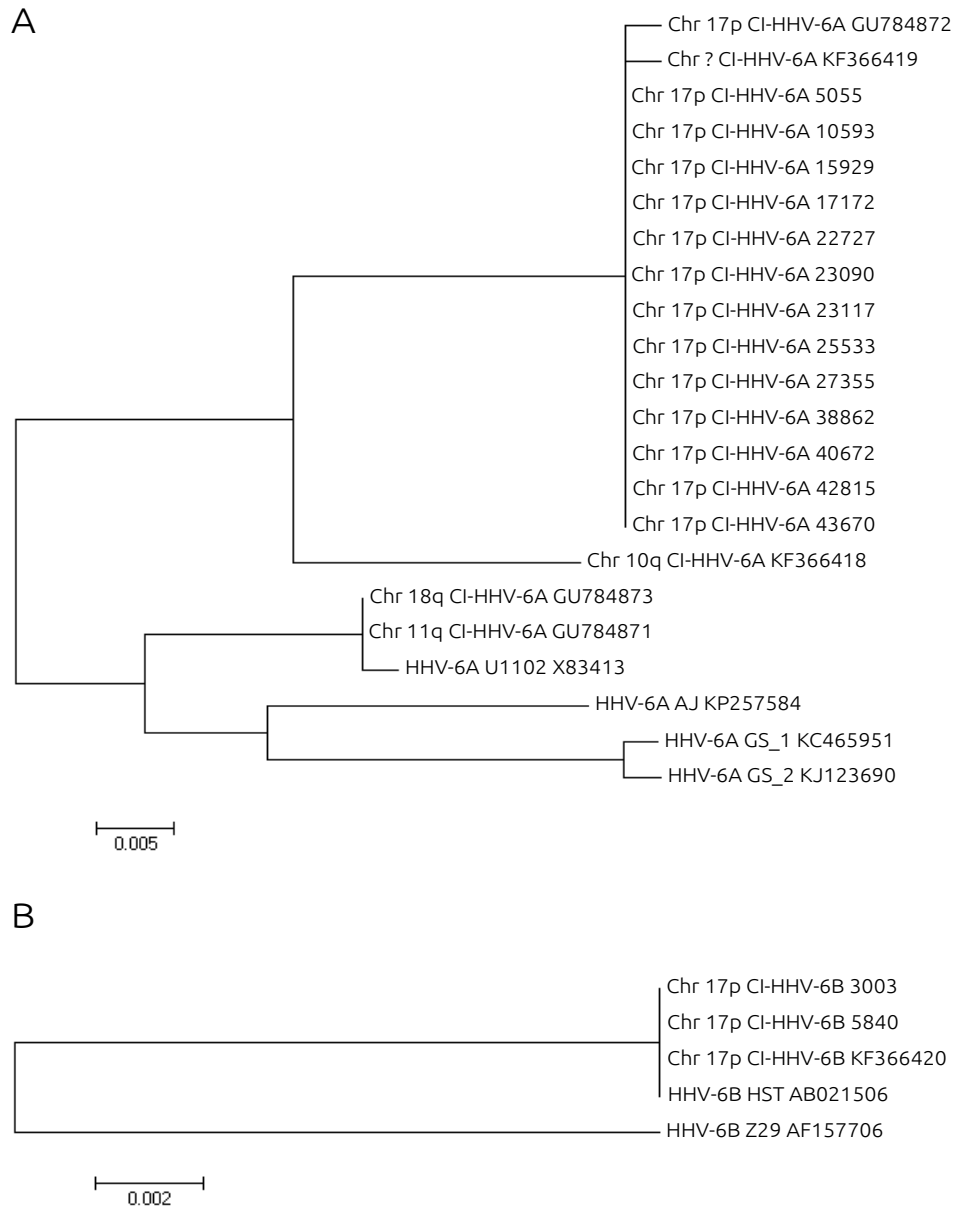 A
Chr 17p CI-HHV-6A GU784872
Chr ? CI-HHV-6A KF366419
Chr 17p CI-HHV-6A 5055
Chr 17p CI-HHV-6A 10593
Chr 17p CI-HHV-6A 15929
Chr 17p CI-HHV-6A 17172
Chr 17p CI-HHV-6A 22727
Chr 17p CI-HHV-6A 23090
Chr 17p CI-HHV-6A 23117
Chr 17p CI-HHV-6A 25533
Chr 17p CI-HHV-6A 27355
Chr 17p CI-HHV-6A 38862
Chr 17p CI-HHV-6A 40672
Chr 17p CI-HHV-6A 42815
Chr 17p CI-HHV-6A 43670
Chr 10q CI-HHV-6A KF366418
Chr 18q CI-HHV-6A GU784873
Chr 11q CI-HHV-6A GU784871
HHV-6A U1102 X83413
HHV-6A AJ KP257584
HHV-6A GS_1 KC465951
HHV-6A GS_2 KJ123690
0.005
B
Chr 17p CI-HHV-6B 3003
Chr 17p CI-HHV-6B 5840
Chr 17p CI-HHV-6B KF366420
HHV-6B HST AB021506
HHV-6B Z29 AF157706
0.002